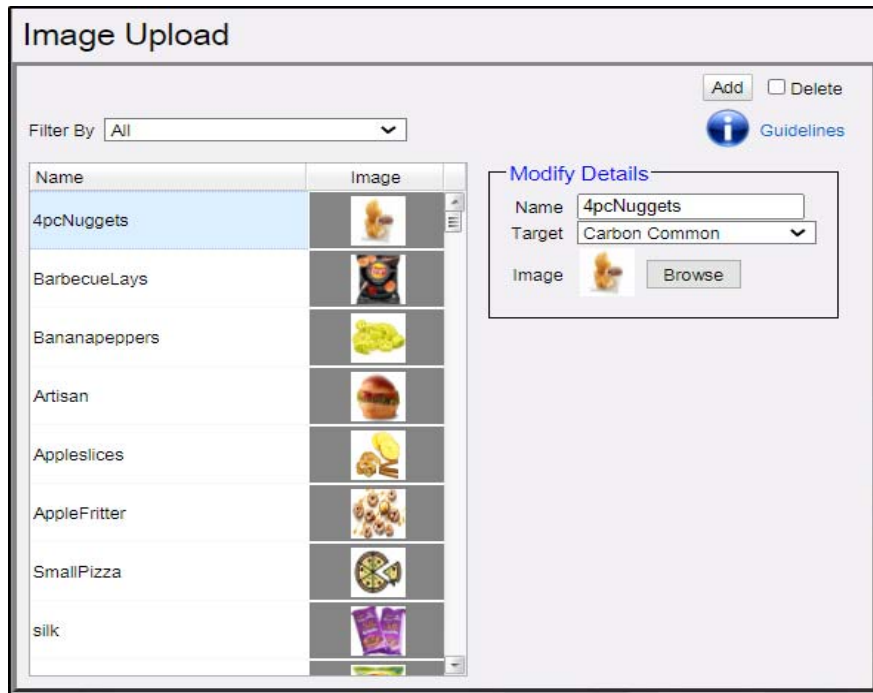 Image Upload
Add Delete
Filter By All
Guidelines
Name Image
4pcNuggets
BarbecueLays
Bananapeppers
Artisan
Appleslices
AppleFritter
SmallPizza
silk
Modify Details
Name 4pcNuggets
Target Carbon Common
Image Browse